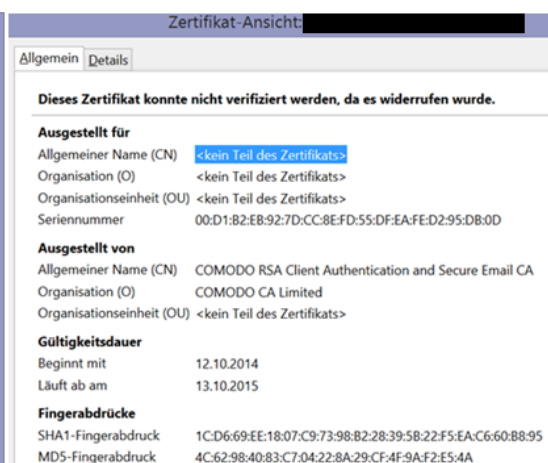 Zertifikat-Ansicht:
Allgemein Details
Dieses Zertifikat konnte nicht verifiziert werden, da es widerrufen wurde.
Ausgestellt für
Allgemeiner Name (CN) <kein Teil des Zertifikats>
Organisation (O) <kein Teil des Zertifikats>
Organisationseinheit (OU) <kein Teil des Zertifikats>
Seriennummer 00:D1:B2:EB:92:7D:CC:8E:FD:55:DF:EA:FE:D2:95:DB:0D
Ausgestellt von
Allgemeiner Name (CN) COMODO RSA Client Authentication and Secure Email CA
Organisation (O) COMODO CA Limited
Organisationseinheit (OU) <kein Teil des Zertifikats>
Gültigkeitsdauer
Beginnt mit 12.10.2014
Läuft ab am 13.10.2015
Fingerabdrücke
SHA1-Fingerabdruck 1C:D6:69:EE:18:07:C9:73:98:B2:28:39:5B:22:F5:EA:C6:60:B8:95
MD5-Fingerabdruck 4C:62:98:40:83:C7:04:22:8A:29:CF:4F:9A:F2:E5:4A